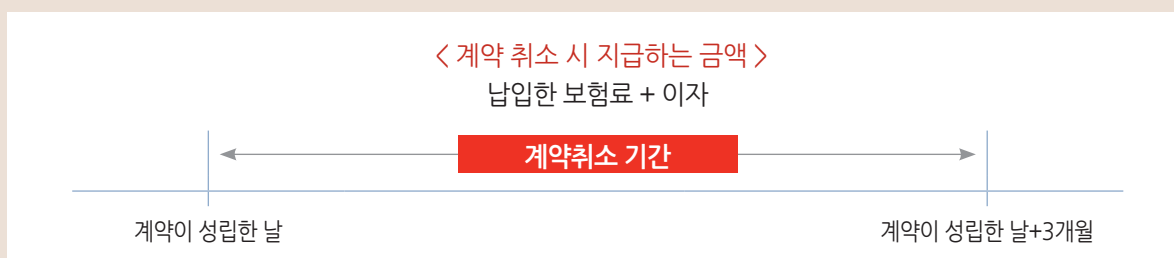 < 계약 취소 시 지급하는 금액 >
납입한 보험료 + 이자
계약취소 기간
계약이 성립한 날
계약이 성립한 날+3개월